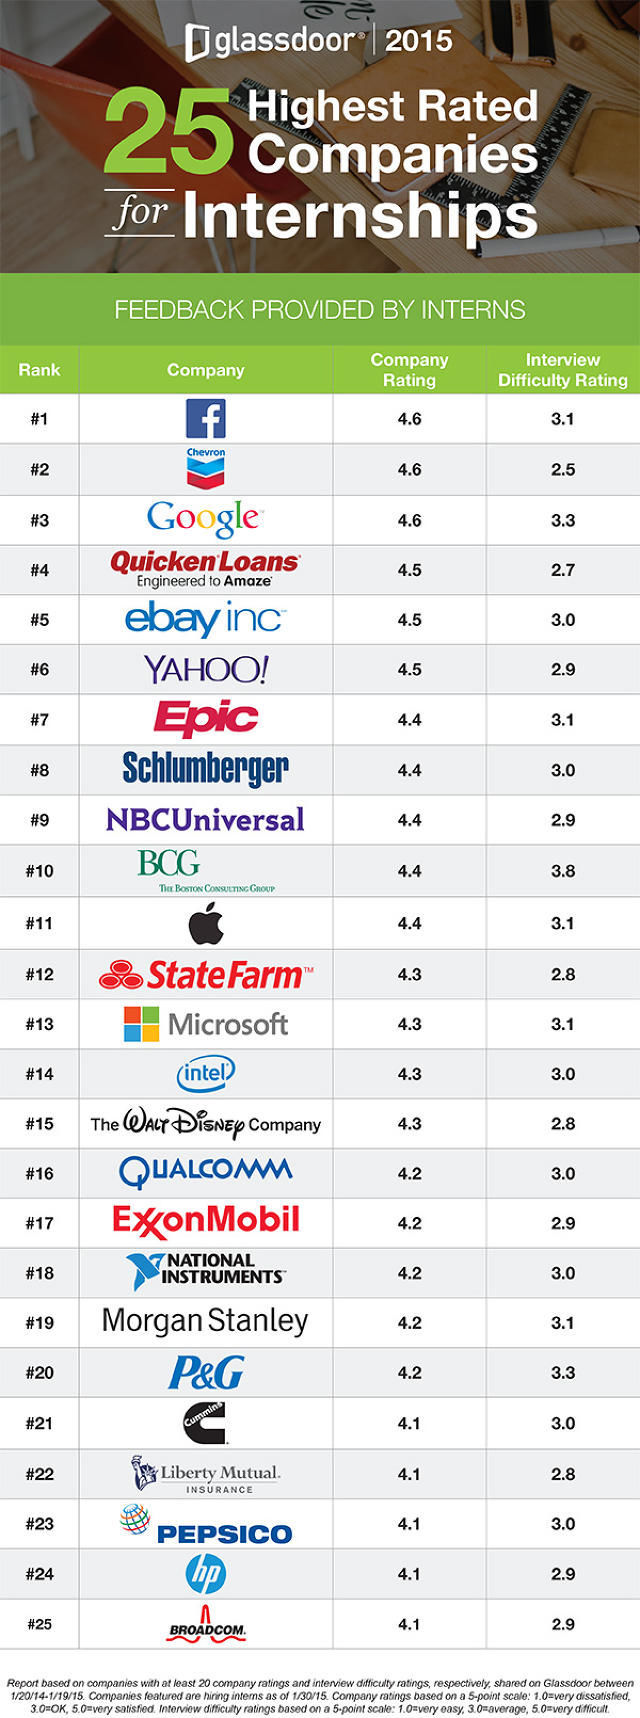 glassdoor® | 2015
25 Highest Rated
Companies
for Internships
FEEDBACK PROVIDED BY INTERNS
Rank Company Company Rating Interview Difficulty Rating
#1 f 4.6 3.1
#2 Chevron 4.6 2.5
#3 Google™ 4.6 3.3
#4 Quicken Loans® Engineered to Amaze® 4.5 2.7
#5 ebay inc™ 4.5 3.0
#6 YAHOO! 4.5 2.9
#7 Epic 4.4 3.1
#8 Schlumberger 4.4 3.0
#9 NBCUniversal 4.4 2.9
#10 BCG THE BOSTON CONSULTING GROUP 4.4 3.8
#11 4.4 3.1
#12 State Farm™ 4.3 2.8
#13 Microsoft 4.3 3.1
#14 intel® 4.3 3.0
#15 The WALT DISNEY Company 4.3 2.8
#16 QUALCOMM 4.2 3.0
#17 ExxonMobil 4.2 2.9
#18 NATIONAL INSTRUMENTS™ 4.2 3.0
#19 Morgan Stanley 4.2 3.1
#20 P&G 4.2 3.3
#21 Cummins 4.1 3.0
#22 Liberty Mutual. INSURANCE 4.1 2.8
#23 PEPSICO 4.1 3.0
#24 hp 4.1 2.9
#25 BROADCOM. 4.1 2.9
Report based on companies with at least 20 company ratings and interview difficulty ratings, respectively, shared on Glassdoor between
1/20/14-1/19/15. Companies featured are hiring interns as of 1/30/15. Company ratings based on a 5-point scale: 1.0=very dissatisfied,
3.0=OK, 5.0=very satisfied. Interview difficulty ratings based on a 5-point scale: 1.0=very easy, 3.0=average, 5.0=very difficult.